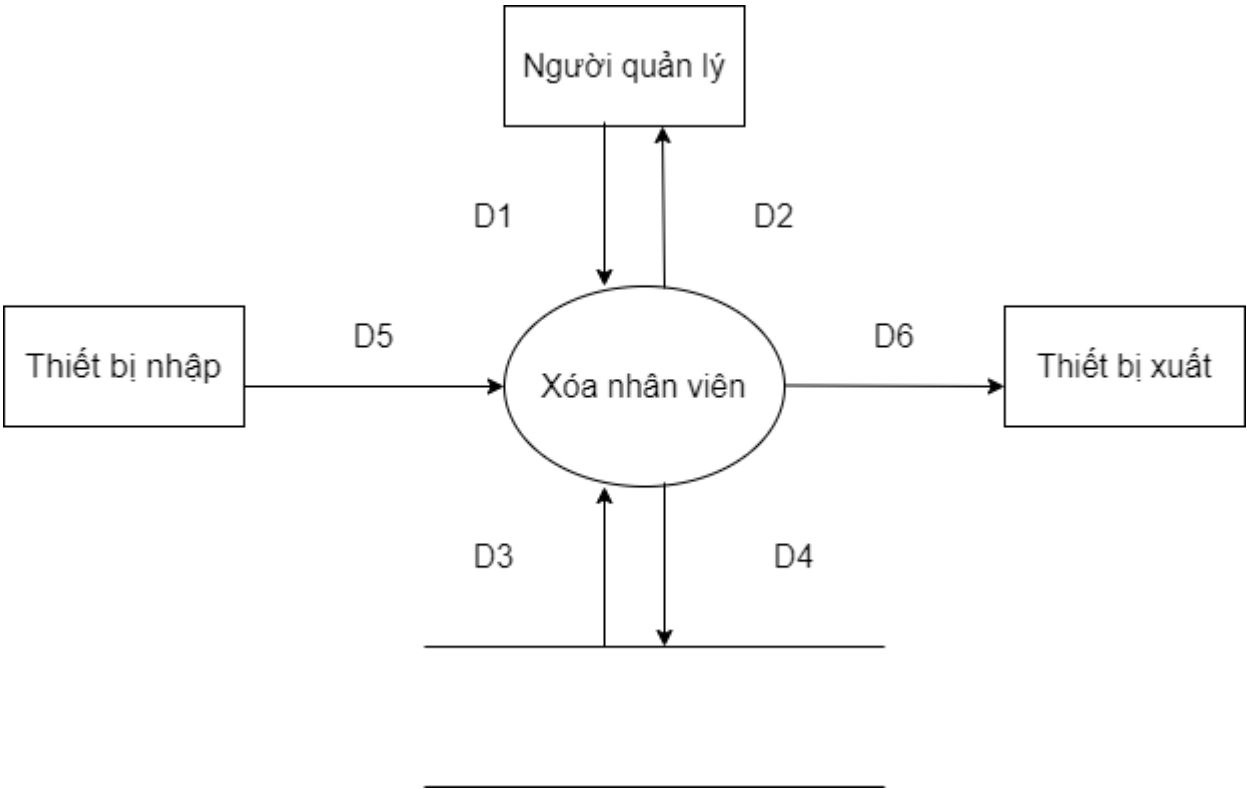 Người quản lý
D1
D2
Thiết bị nhập
D5
Xóa nhân viên
D6
Thiết bị xuất
D3
D4